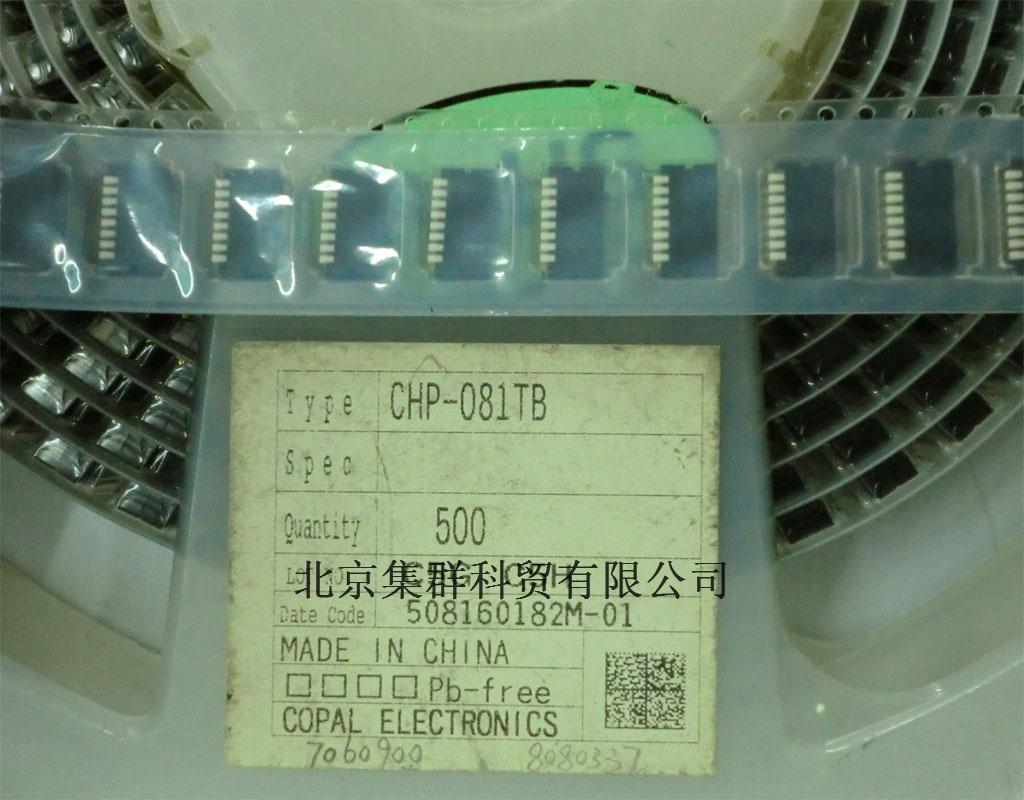 Type CHP-081TB
Spec
Quantity 500
北京集群科贸有限公司
Date Code 508160182M-01
MADE IN CHINA
□□□□Pb-free
COPAL ELECTRONICS
7060900 8080337